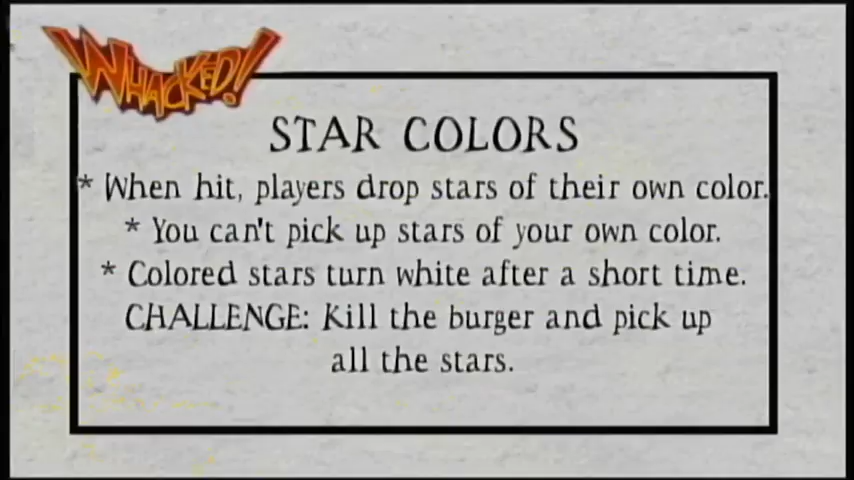 WHACKED!
STAR COLORS
* When hit, players drop stars of their own color.
* You can't pick up stars of your own color.
* Colored stars turn white after a short time.
CHALLENGE: Kill the burger and pick up
all the stars.